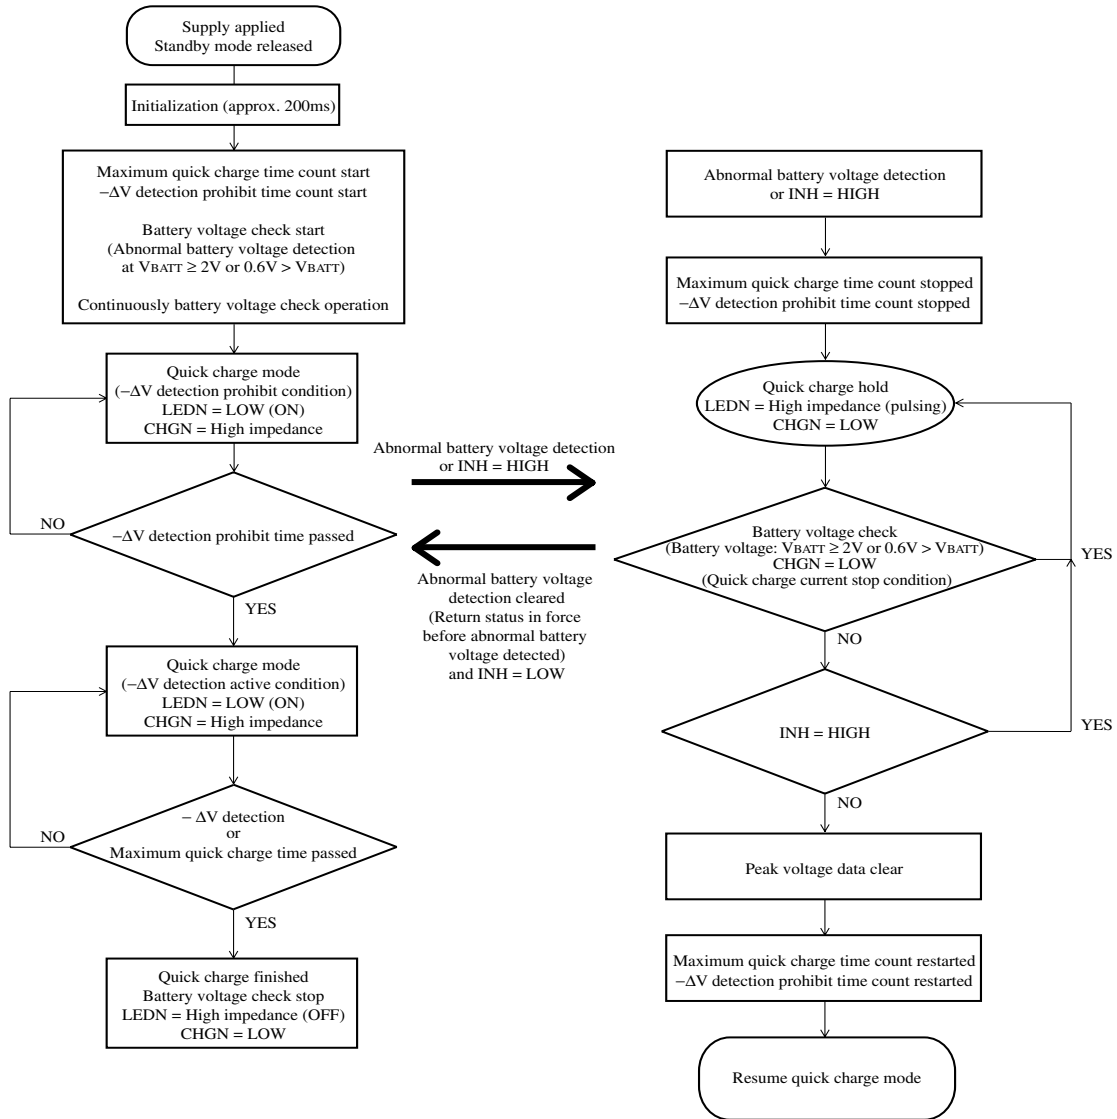 Supply applied
Standby mode released
Initialization (approx. 200ms)
Maximum quick charge time count start
−ΔV detection prohibit time count start
Battery voltage check start
(Abnormal battery voltage detection
at VBATT ≥ 2V or 0.6V > VBATT)
Continuously battery voltage check operation
Quick charge mode
(−ΔV detection prohibit condition)
LEDN = LOW (ON)
CHGN = High impedance
NO
−ΔV detection prohibit time passed
YES
Quick charge mode
(−ΔV detection active condition)
LEDN = LOW (ON)
CHGN = High impedance
NO
− ΔV detection
or
Maximum quick charge time passed
YES
Quick charge finished
Battery voltage check stop
LEDN = High impedance (OFF)
CHGN = LOW
Abnormal battery voltage detection
or INH = HIGH
Abnormal battery voltage
detection cleared
(Return status in force
before abnormal battery
voltage detected)
and INH = LOW
Abnormal battery voltage detection
or INH = HIGH
Maximum quick charge time count stopped
−ΔV detection prohibit time count stopped
Quick charge hold
LEDN = High impedance (pulsing)
CHGN = LOW
Battery voltage check
(Battery voltage: VBATT ≥ 2V or 0.6V > VBATT)
CHGN = LOW
(Quick charge current stop condition)
YES
NO
INH = HIGH
YES
NO
Peak voltage data clear
Maximum quick charge time count restarted
−ΔV detection prohibit time count restarted
Resume quick charge mode